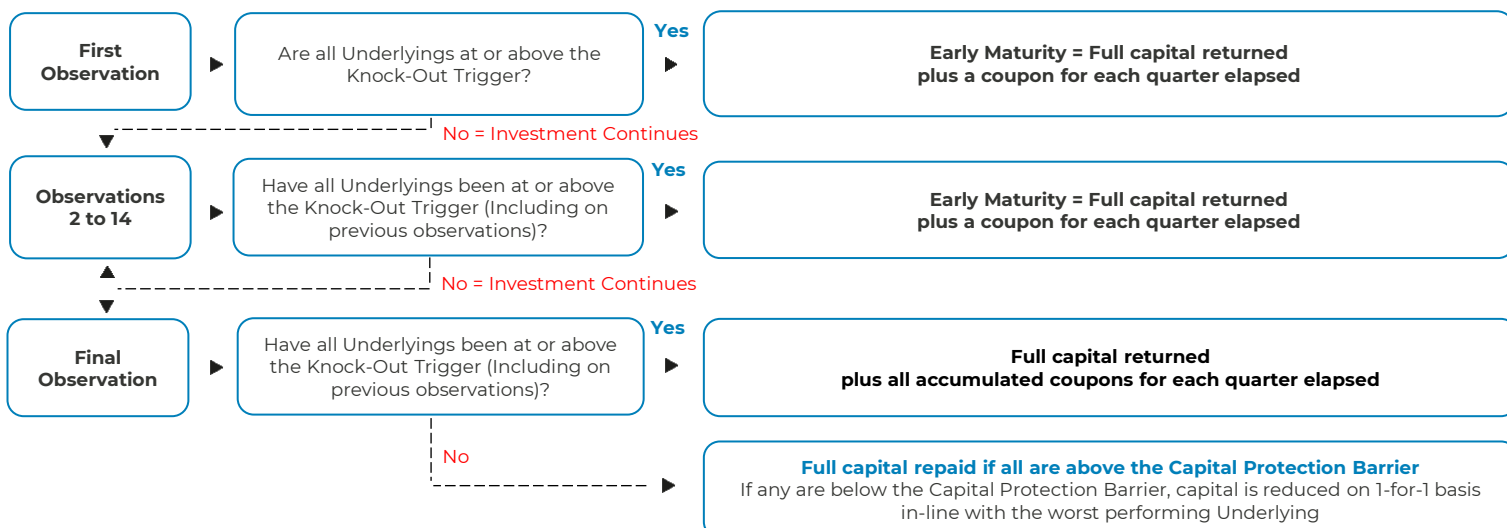 First
Observation
Are all Underlyings at or above the
Knock-Out Trigger?
Yes
Early Maturity = Full capital returned
plus a coupon for each quarter elapsed
No = Investment Continues
Observations
2 to 14
Have all Underlyings been at or above
the Knock-Out Trigger (Including on
previous observations)?
Yes
Early Maturity = Full capital returned
plus a coupon for each quarter elapsed
No = Investment Continues
Final
Observation
Have all Underlyings been at or above
the Knock-Out Trigger (Including on
previous observations)?
Yes
Full capital returned
plus all accumulated coupons for each quarter elapsed
No
Full capital repaid if all are above the Capital Protection Barrier
If any are below the Capital Protection Barrier, capital is reduced on 1-for-1 basis
in-line with the worst performing Underlying